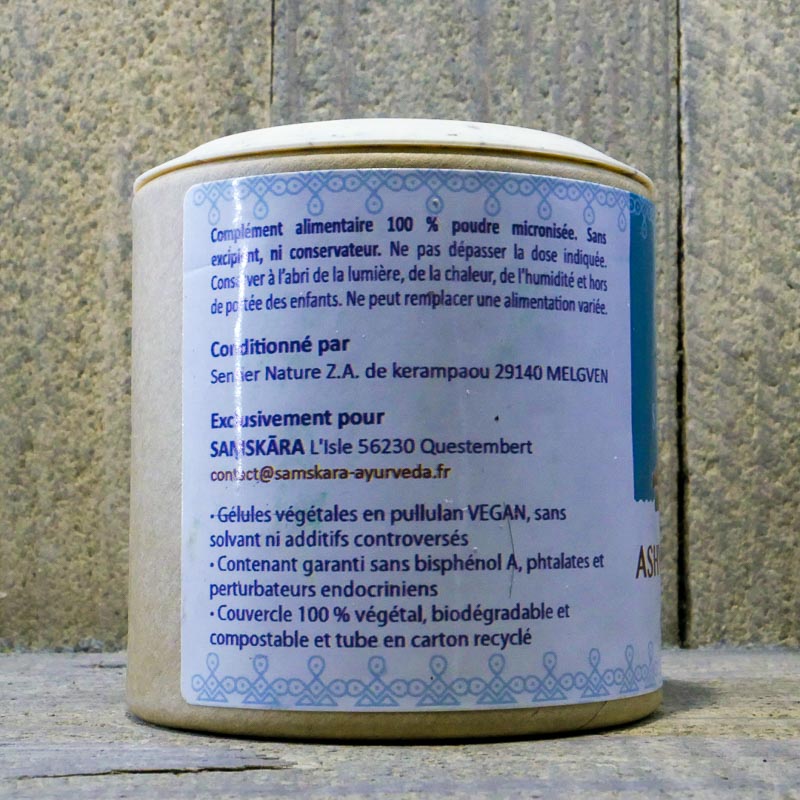 Complément alimentaire 100 % poudre micronisée. Sans
excipient, ni conservateur. Ne pas dépasser la dose indiquée.
Conserver à l'abri de la lumière, de la chaleur, de l'humidité et hors
de portée des enfants. Ne peut remplacer une alimentation variée.
Conditionné par
Sentier Nature Z.A. de kerampaou 29140 MELGVEN
Exclusivement pour
SAMSKĀRA L'Isle 56230 Questembert
contact@samskara-ayurveda.fr
· Gélules végétales en pullulan VEGAN, sans
solvant ni additifs controversés
· Contenant garanti sans bisphénol A, phtalates et
perturbateurs endocriniens
· Couvercle 100 % végétal, biodégradable et
compostable et tube en carton recyclé
ASH